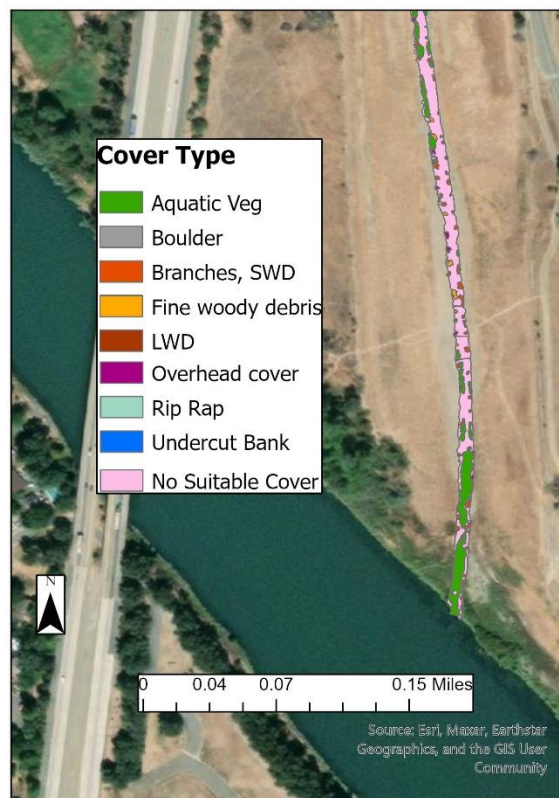 Cover Type
Aquatic Veg
Boulder
Branches, SWD
Fine woody debris
LWD
Overhead cover
Rip Rap
Undercut Bank
No Suitable Cover
N
0 0.04 0.07 0.15 Miles
Source: Esri, Maxar, Earthstar
Geographics, and the GIS User
Community